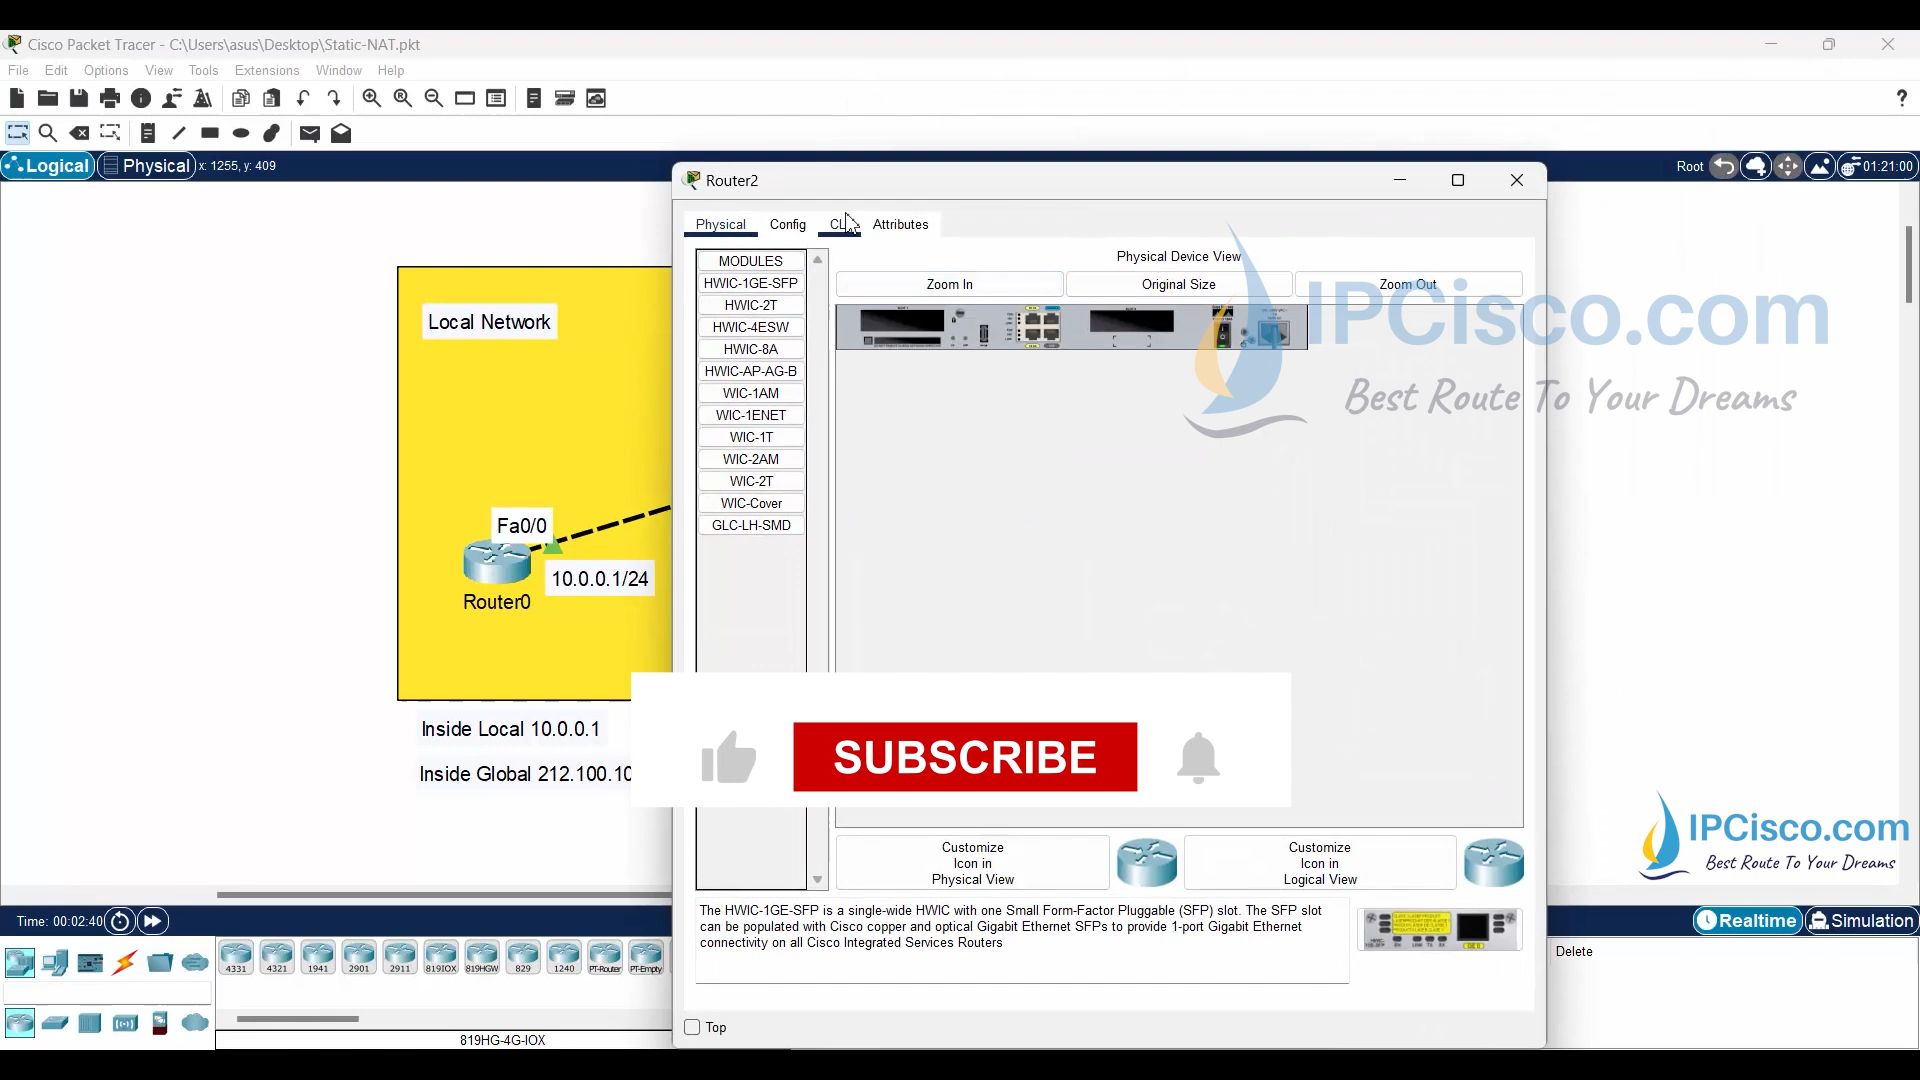 Cisco Packet Tracer - C:\Users\asus\Desktop\Static-NAT.pkt
File Edit Options View Tools Extensions Window Help
?
Logical Physical x: 1255, y: 409
Root 01:21:00
Router2
Physical Config CLI Attributes
MODULES
HWIC-1GE-SFP
HWIC-2T
HWIC-4ESW
HWIC-8A
HWIC-AP-AG-B
WIC-1AM
WIC-1ENET
WIC-1T
WIC-2AM
WIC-2T
WIC-Cover
GLC-LH-SMD
Physical Device View
Zoom In Original Size Zoom Out
IPCisco.com
Best Route To Your Dreams
Local Network
Fa0/0
10.0.0.1/24
Router0
Inside Local 10.0.0.1
Inside Global 212.100.10
SUBSCRIBE
IPCisco.com
Best Route To Your Dreams
Customize
Icon in
Physical View
Customize
Icon in
Logical View
The HWIC-1GE-SFP is a single-wide HWIC with one Small Form-Factor Pluggable (SFP) slot. The SFP slot
can be populated with Cisco copper and optical Gigabit Ethernet SFPs to provide 1-port Gigabit Ethernet
connectivity on all Cisco Integrated Services Routers
Top
Time: 00:02:40
Realtime Simulation
4331 4321 1941 2901 2911 819IOX 819HGW 829 1240 PT-Router PT-Empty
819HG-4G-IOX
Delete